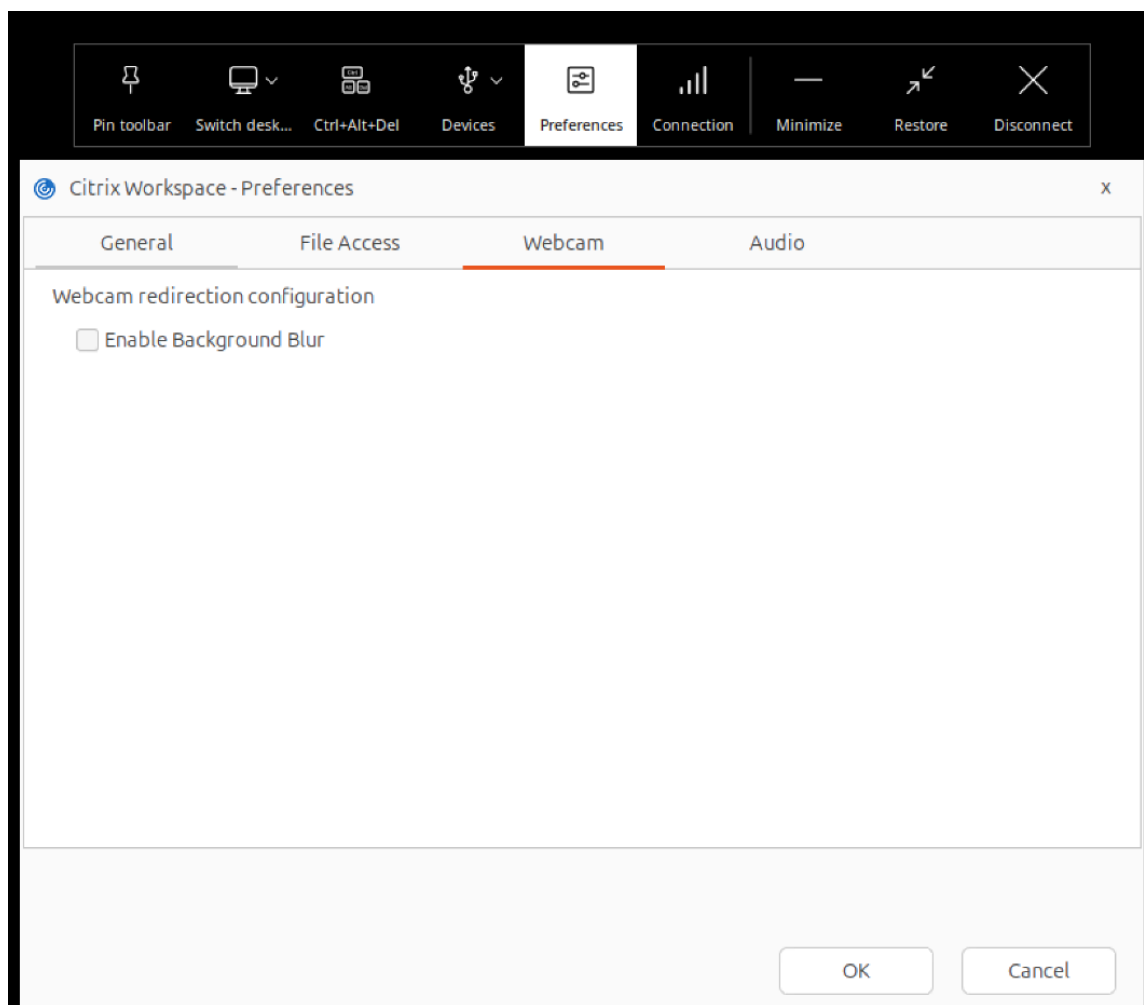 Pin toolbar Switch desk... Ctrl+Alt+Del Devices Preferences Connection Minimize Restore Disconnect
Citrix Workspace - Preferences x
General File Access Webcam Audio
Webcam redirection configuration
Enable Background Blur
OK Cancel